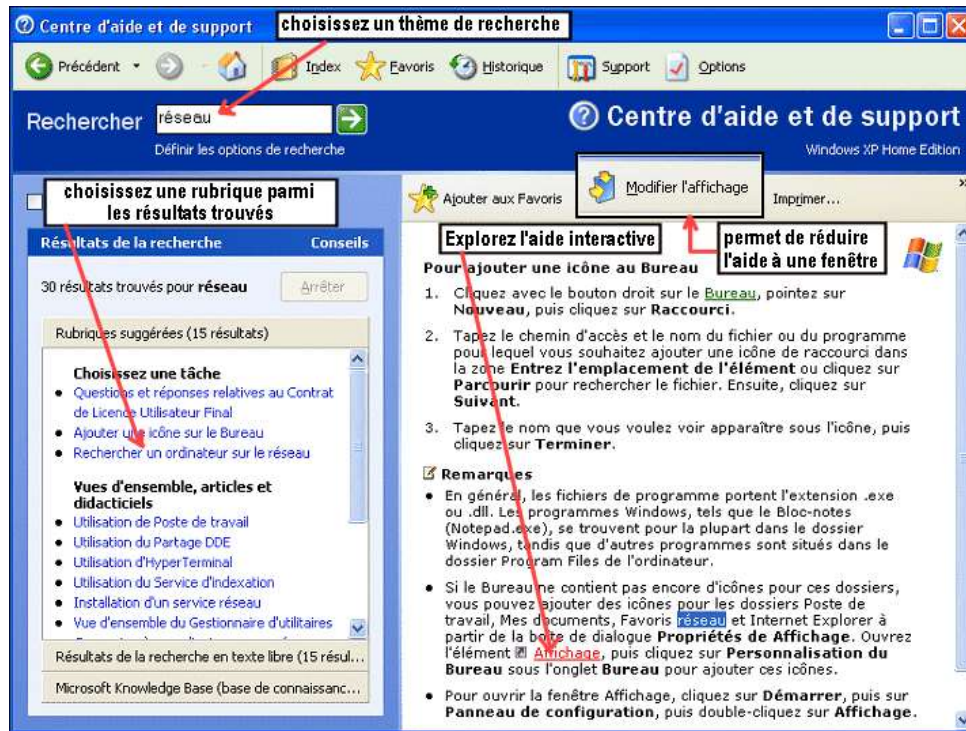 Centre d'aide et de support
choisissez un thème de recherche
Précédent
Index
Favoris
Historique
Support
Options
Rechercher
réseau
Définir les options de recherche
Centre d'aide et de support
Windows XP Home Edition
choisissez une rubrique parmi
les résultats trouvés
Ajouter aux Favoris
Modifier l'affichage
Imprimer...
Explorez l'aide interactive
permet de réduire
l'aide à une fenêtre
Résultats de la recherche
Conseils
30 résultats trouvés pour réseau
Arrêter
Rubriques suggérées (15 résultats)
Choisissez une tâche
Questions et réponses relatives au Contrat
de Licence Utilisateur Final
Ajouter une icône sur le Bureau
Rechercher un ordinateur sur le réseau
Vues d'ensemble, articles et
didacticiels
Utilisation de Poste de travail
Utilisation du Partage DDE
Utilisation d'HyperTerminal
Utilisation du Service d'indexation
Installation d'un service réseau
Vue d'ensemble du Gestionnaire d'utilitaires
Résultats de la recherche en texte libre (15 résul...
Microsoft Knowledge Base (base de connaissanc...
Pour ajouter une icône au Bureau
1. Cliquez avec le bouton droit sur le Bureau, pointez sur
Nouveau, puis cliquez sur Raccourci.
2. Tapez le chemin d'accès et le nom du fichier ou du programme
pour lequel vous souhaitez ajouter une icône de raccourci dans
la zone Entrez l'emplacement de l'élément ou cliquez sur
Parcourir pour rechercher le fichier. Ensuite, cliquez sur
Suivant.
3. Tapez le nom que vous voulez voir apparaître sous l'icône, puis
cliquez sur Terminer.
Remarques
En général, les fichiers de programme portent l'extension .exe
ou .dll. Les programmes Windows, tels que le Bloc-notes
(Notepad.exe), se trouvent pour la plupart dans le dossier
Windows, tandis que d'autres programmes sont situés dans le
dossier Program Files de l'ordinateur.
Si le Bureau ne contient pas encore d'icônes pour ces dossiers,
vous pouvez ajouter des icônes pour les dossiers Poste de
travail, Mes documents, Favoris réseau et Internet Explorer à
partir de la boîte de dialogue Propriétés de Affichage. Ouvrez
l'élément Affichage, puis cliquez sur Personnalisation du
Bureau sous l'onglet Bureau pour ajouter ces icônes.
Pour ouvrir la fenêtre Affichage, cliquez sur Démarrer, puis sur
Panneau de configuration, puis double-cliquez sur Affichage.